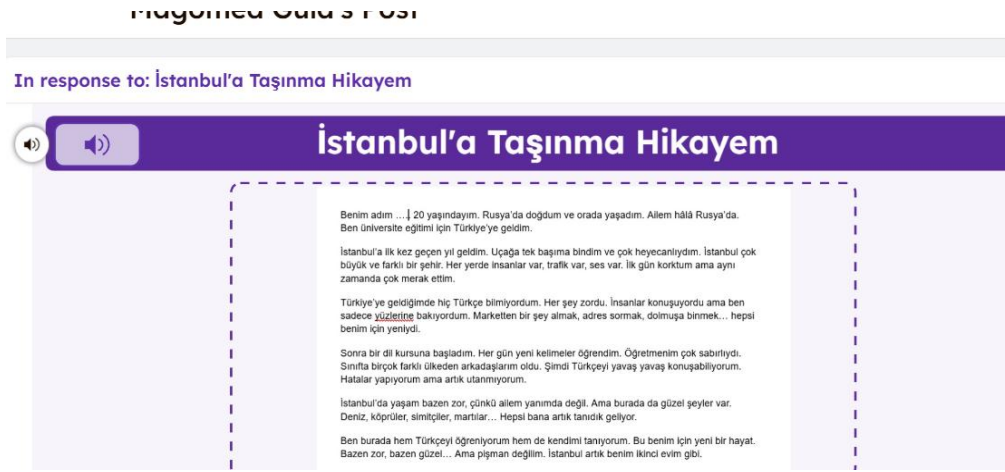 In response to: İstanbul'a Taşınma Hikayem
İstanbul'a Taşınma Hikayem
Benim adım .... 20 yaşındayım. Rusya'da doğdum ve orada yaşadım. Ailem hâlâ Rusya'da.
Ben üniversite eğitimi için Türkiye'ye geldim.
İstanbul'a ilk kez geçen yıl geldim. Uçağa tek başıma bindim ve çok heyecanlıydım. İstanbul çok
büyük ve farklı bir şehir. Her yerde insanlar var, trafik var, ses var. İlk gün korktum ama aynı
zamanda çok merak ettim.
Türkiye'ye geldiğimde hiç Türkçe bilmiyordum. Her şey zordu. İnsanlar konuşuyordu ama ben
sadece yüzlerine bakıyordum. Marketten bir şey almak, adres sormak, dolmuşa binmek… hepsi
benim için yeniydi.
Sonra bir dil kursuna başladım. Her gün yeni kelimeler öğrendim. Öğretmenim çok sabırlıydı.
Sınıfta birçok farklı ülkeden arkadaşlarım oldu. Şimdi Türkçeyi yavaş yavaş konuşabiliyorum.
Hatalar yapıyorum ama artık utanmıyorum.
İstanbul'da yaşam bazen zor, çünkü ailem yanımda değil. Ama burada da güzel şeyler var.
Deniz, köprüler, simitçiler, martılar… Hepsi bana artık tanıdık geliyor.
Ben burada hem Türkçeyi öğreniyorum hem de kendimi tanıyorum. Bu benim için yeni bir hayat.
Bazen zor, bazen güzel… Ama pişman değilim. İstanbul artık benim ikinci evim gibi.